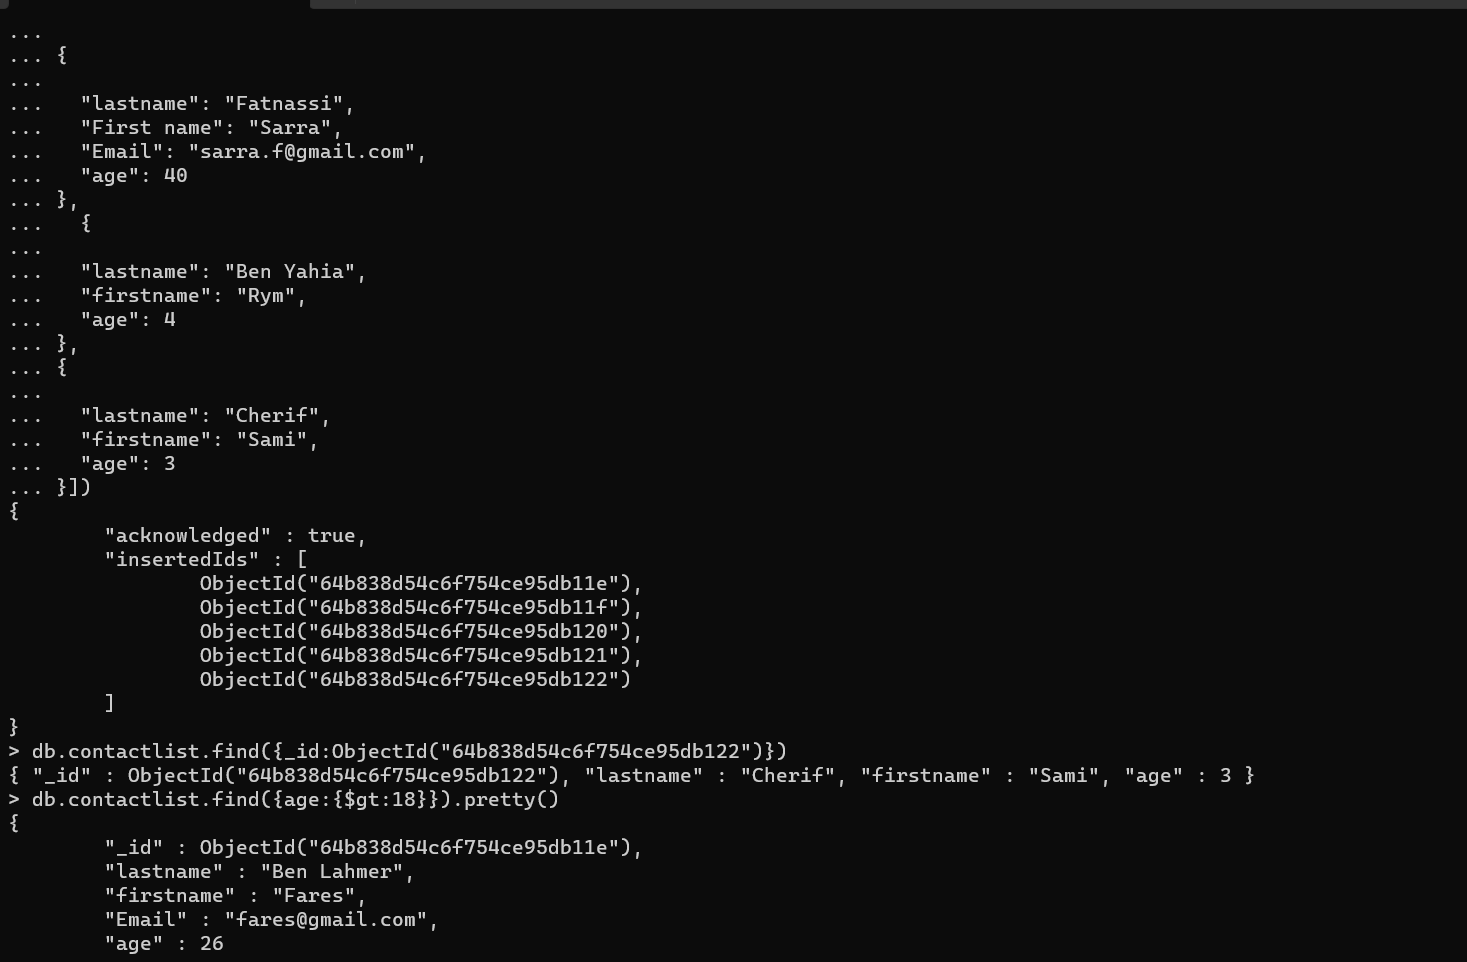 ...
... {
...
...   "lastname": "Fatnassi",
...   "First name": "Sarra",
...   "Email": "sarra.f@gmail.com",
...   "age": 40
... },
...   {
...
...   "lastname": "Ben Yahia",
...   "firstname": "Rym",
...   "age": 4
... },
... {
...
...   "lastname": "Cherif",
...   "firstname": "Sami",
...   "age": 3
... }])
{
        "acknowledged" : true,
        "insertedIds" : [
                ObjectId("64b838d54c6f754ce95db11e"),
                ObjectId("64b838d54c6f754ce95db11f"),
                ObjectId("64b838d54c6f754ce95db120"),
                ObjectId("64b838d54c6f754ce95db121"),
                ObjectId("64b838d54c6f754ce95db122")
        ]
}
> db.contactlist.find({_id:ObjectId("64b838d54c6f754ce95db122")})
{ "_id" : ObjectId("64b838d54c6f754ce95db122"), "lastname" : "Cherif", "firstname" : "Sami", "age" : 3 }
> db.contactlist.find({age:{$gt:18}}).pretty()
{
        "_id" : ObjectId("64b838d54c6f754ce95db11e"),
        "lastname" : "Ben Lahmer",
        "firstname" : "Fares",
        "Email" : "fares@gmail.com",
        "age" : 26